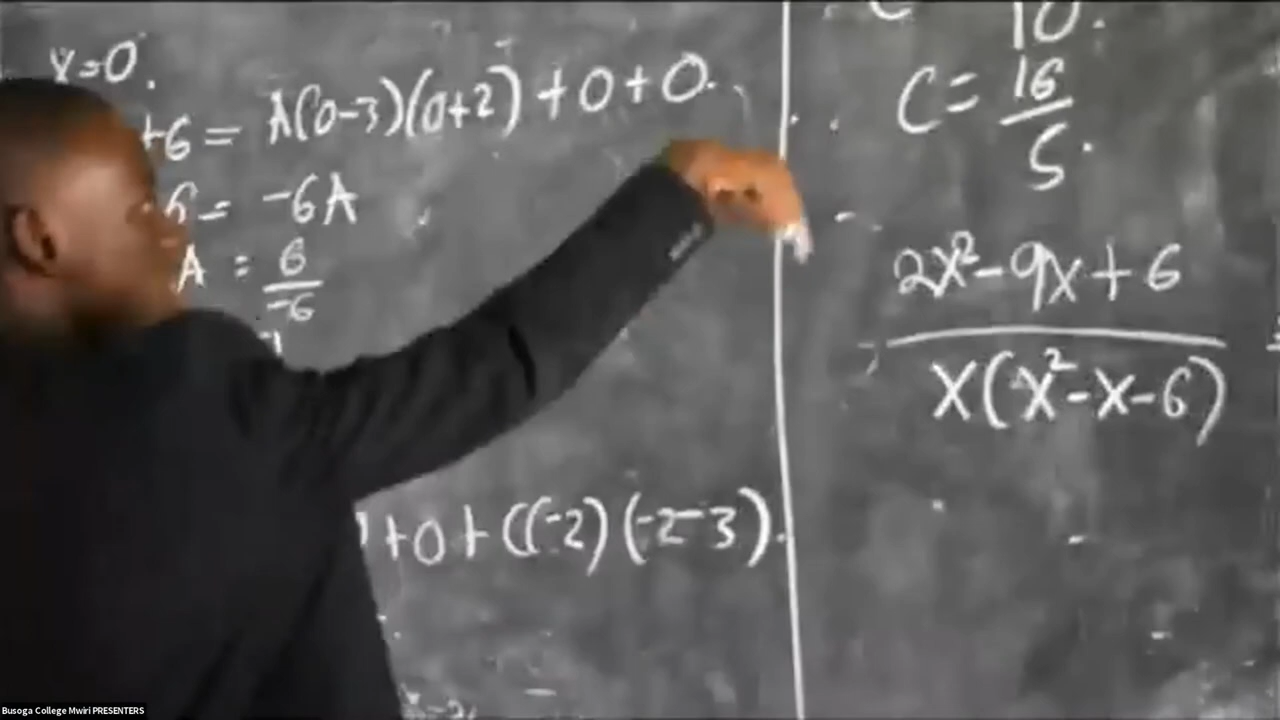 x=0.
+6 = A(0-3)(0+2) + 0 + 0.
6 = -6A
A = 6/-6
+0+C(-2)(-2-3).
10.
C = 16/5.
2x²-9x+6
x(x²-x-6)
Busoga College Mwiri PRESENTERS